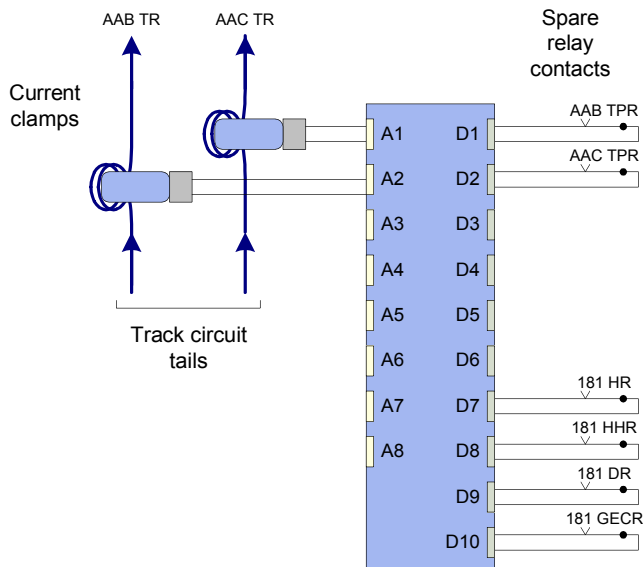 AAB TR
AAC TR
Current
clamps
Track circuit
tails
Spare
relay
contacts
A1
A2
A3
A4
A5
A6
A7
A8
D1
D2
D3
D4
D5
D6
D7
D8
D9
D10
AAB TPR
AAC TPR
181 HR
181 HHR
181 DR
181 GECR